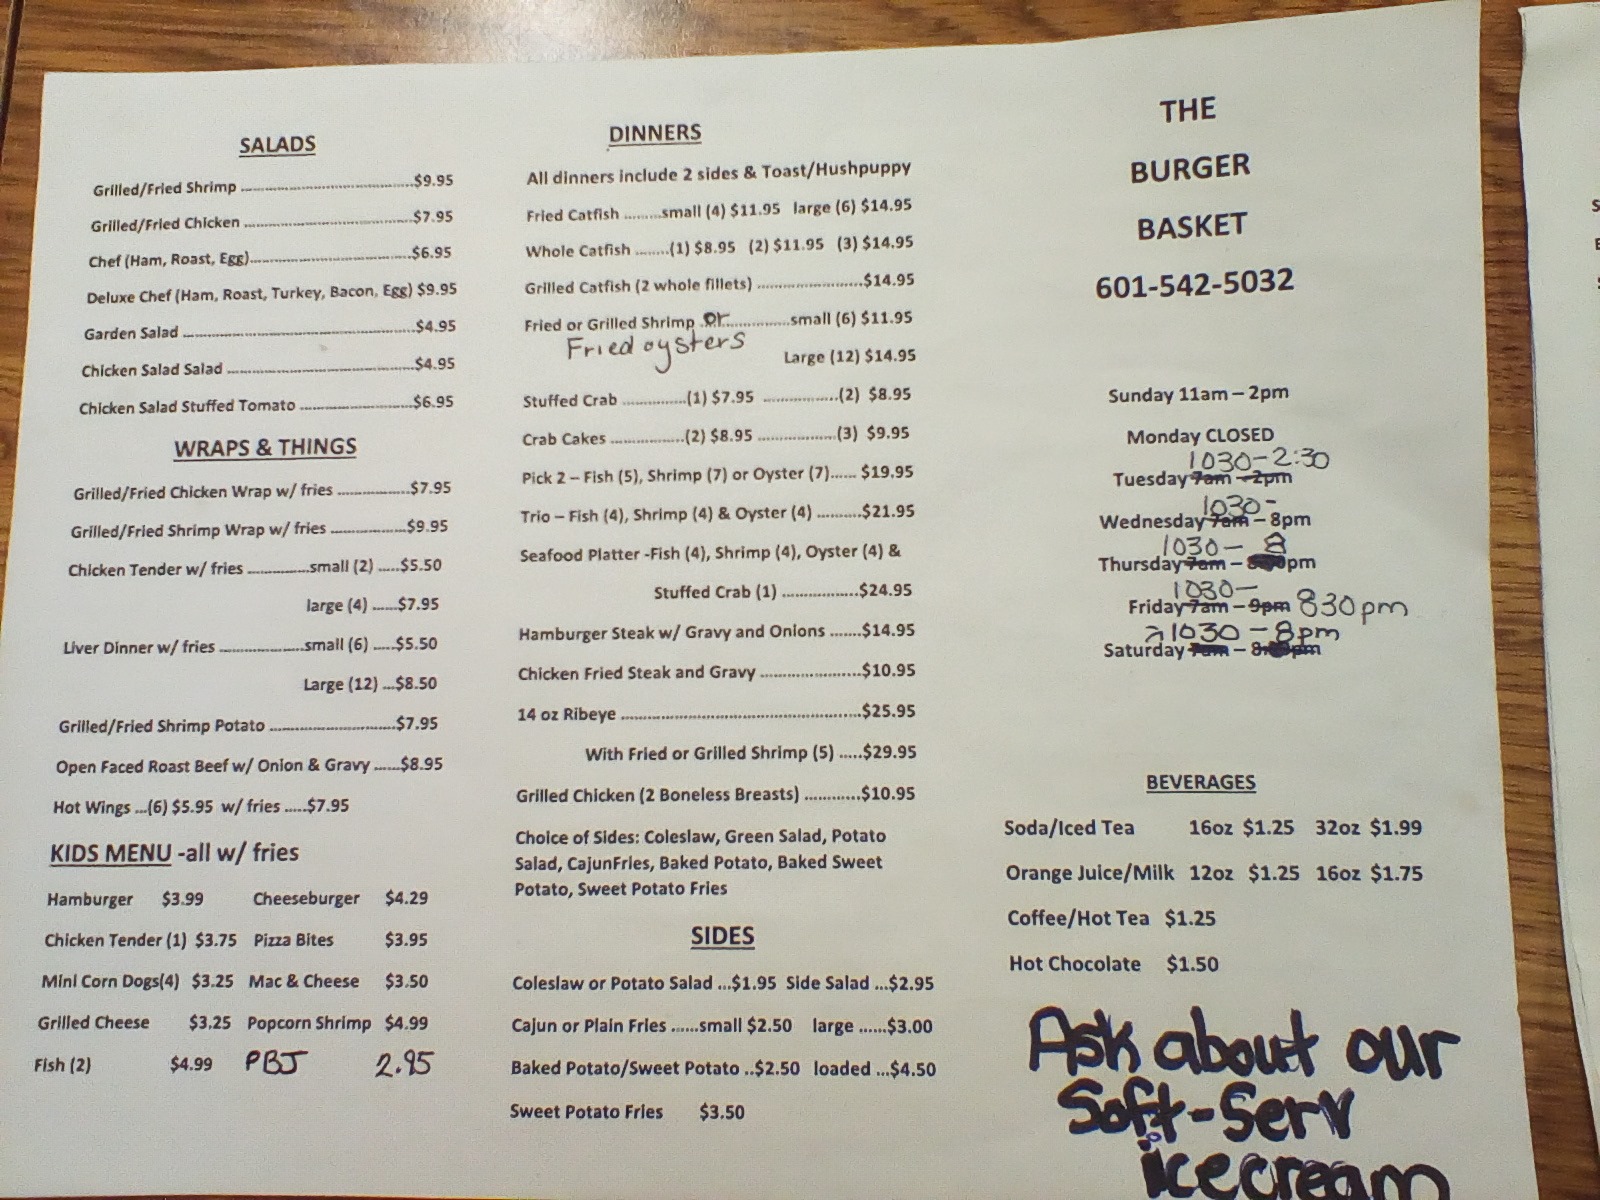 SALADS
Grilled/Fried Shrimp ........$9.95
Grilled/Fried Chicken ........$7.95
Chef (Ham, Roast, Egg)........$6.95
Deluxe Chef (Ham, Roast, Turkey, Bacon, Egg) $9.95
Garden Salad ........$4.95
Chicken Salad Salad ........$4.95
Chicken Salad Stuffed Tomato ........$6.95
WRAPS & THINGS
Grilled/Fried Chicken Wrap w/ fries ........$7.95
Grilled/Fried Shrimp Wrap w/ fries ........$9.95
Chicken Tender w/ fries ........small (2) .....$5.50
large (4) ......$7.95
Liver Dinner w/ fries ........small (6) .....$5.50
Large (12) ...$8.50
Grilled/Fried Shrimp Potato ........$7.95
Open Faced Roast Beef w/ Onion & Gravy ......$8.95
Hot Wings ...(6) $5.95 w/ fries .....$7.95
KIDS MENU -all w/ fries
Hamburger $3.99 Cheeseburger $4.29
Chicken Tender (1) $3.75 Pizza Bites $3.95
Mini Corn Dogs(4) $3.25 Mac & Cheese $3.50
Grilled Cheese $3.25 Popcorn Shrimp $4.99
Fish (2) $4.99 PBJ 2.95
DINNERS
All dinners include 2 sides & Toast/Hushpuppy
Fried Catfish ........small (4) $11.95 large (6) $14.95
Whole Catfish ........(1) $8.95 (2) $11.95 (3) $14.95
Grilled Catfish (2 whole fillets) ........$14.95
Fried or Grilled Shrimp or ........small (6) $11.95
Fried oysters
Large (12) $14.95
Stuffed Crab ........(1) $7.95 ........(2) $8.95
Crab Cakes ........(2) $8.95 ........(3) $9.95
Pick 2 – Fish (5), Shrimp (7) or Oyster (7)...... $19.95
Trio – Fish (4), Shrimp (4) & Oyster (4) ........$21.95
Seafood Platter -Fish (4), Shrimp (4), Oyster (4) &
Stuffed Crab (1) ........$24.95
Hamburger Steak w/ Gravy and Onions .......$14.95
Chicken Fried Steak and Gravy ........$10.95
14 oz Ribeye ........$25.95
With Fried or Grilled Shrimp (5) .....$29.95
Grilled Chicken (2 Boneless Breasts) ........$10.95
Choice of Sides: Coleslaw, Green Salad, Potato
Salad, CajunFries, Baked Potato, Baked Sweet
Potato, Sweet Potato Fries
SIDES
Coleslaw or Potato Salad ...$1.95 Side Salad ...$2.95
Cajun or Plain Fries ......small $2.50 large ......$3.00
Baked Potato/Sweet Potato ..$2.50 loaded ...$4.50
Sweet Potato Fries $3.50
THE
BURGER
BASKET
601-542-5032
Sunday 11am – 2pm
Monday CLOSED
1030-2:30
Tuesday 7am – 2pm
1030-
Wednesday 7am – 8pm
1030- 8
Thursday 7am – pm
1030-
Friday 7am – 9pm 830pm
1030 - 8pm
Saturday 7am – 8 pm
BEVERAGES
Soda/Iced Tea 16oz $1.25 32oz $1.99
Orange Juice/Milk 12oz $1.25 16oz $1.75
Coffee/Hot Tea $1.25
Hot Chocolate $1.50
Ask about our
Soft-Serv
icecream